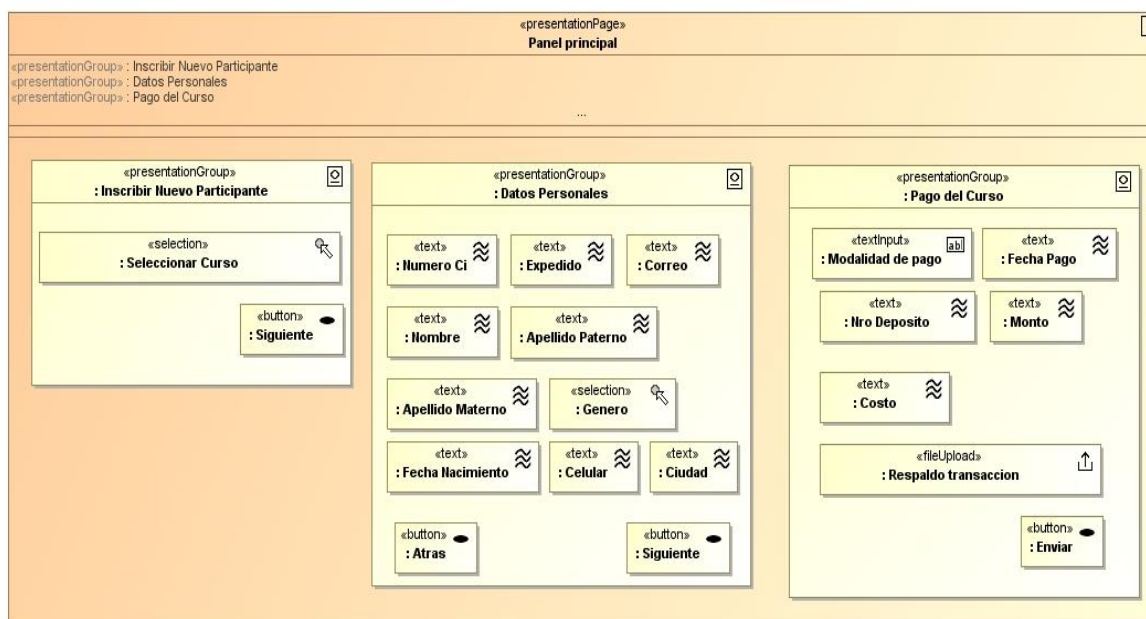 «presentationPage»
Panel principal
«presentationGroup» : Inscribir Nuevo Participante
«presentationGroup» : Datos Personales
«presentationGroup» : Pago del Curso
...
«presentationGroup»
: Inscribir Nuevo Participante
«selection»
: Seleccionar Curso
«button»
: Siguiente
«presentationGroup»
: Datos Personales
«text»
: Numero Ci
«text»
: Expedido
«text»
: Correo
«text»
: Nombre
«text»
: Apellido Paterno
«text»
: Apellido Materno
«selection»
: Genero
«text»
: Fecha Nacimiento
«text»
: Celular
«text»
: Ciudad
«button»
: Atras
«button»
: Siguiente
«presentationGroup»
: Pago del Curso
«textInput»
ab
: Modalidad de pago
«text»
: Fecha Pago
«text»
: Nro Deposito
«text»
: Monto
«text»
: Costo
«fileUpload»
: Respaldo transaccion
«button»
: Enviar